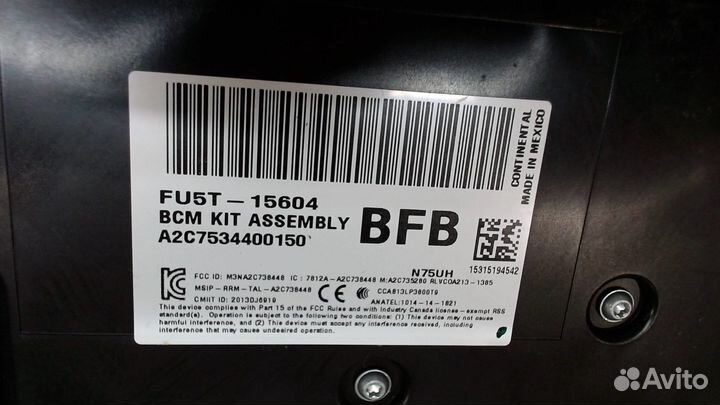 CONTINENTAL
MADE IN MEXICO
FU5T-15604
BCM KIT ASSEMBLY
A2C7534400150
BFB
15315194542
N75UH
FCC ID: M3NA2C738448 IC: 7812A-A2C738448 M:A2C735280 RLVCOA213-1385
MSIP-RRM-TAL-A2C738448
CCAB13LP3800T9
CMIIT ID: 2013DJ6919
ANATEL:1014-14-1821
This device complies with Part 15 of the FCC Rules and with Industry Canada license-exempt RSS
standard(s). Operation is subject to the following two conditions: (1) This device may not cause
harmful interference, and (2) This device must accept any interference received, including
interference that may cause undesired operation.
Avito